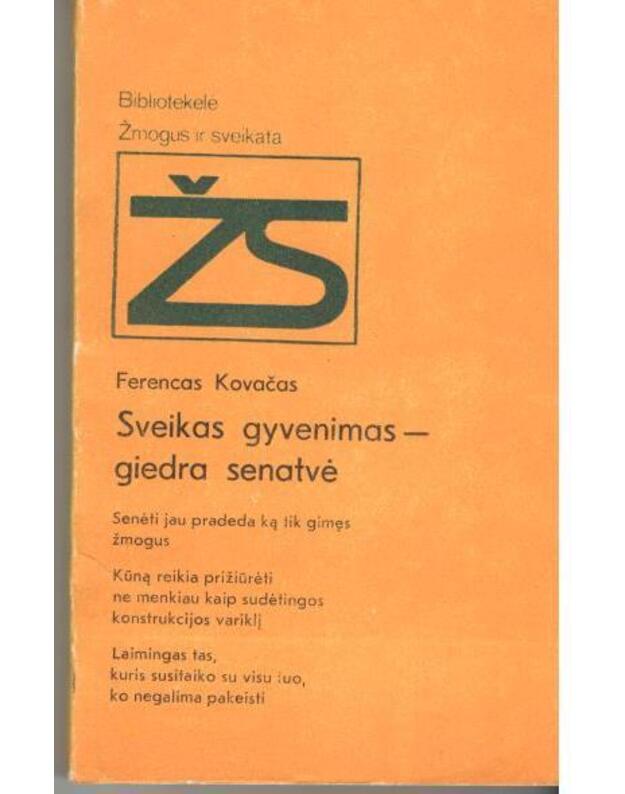 Bibliotekelė
Žmogus ir sveikata
ŽS
Ferencas Kovačas
Sveikas gyvenimas —
giedra senatvė
Senėti jau pradeda ką tik gimęs
žmogus
Kūną reikia prižiūrėti
ne menkiau kaip sudėtingos
konstrukcijos variklį
Laimingas tas,
kuris susitaiko su visu tuo,
ko negalima pakeisti